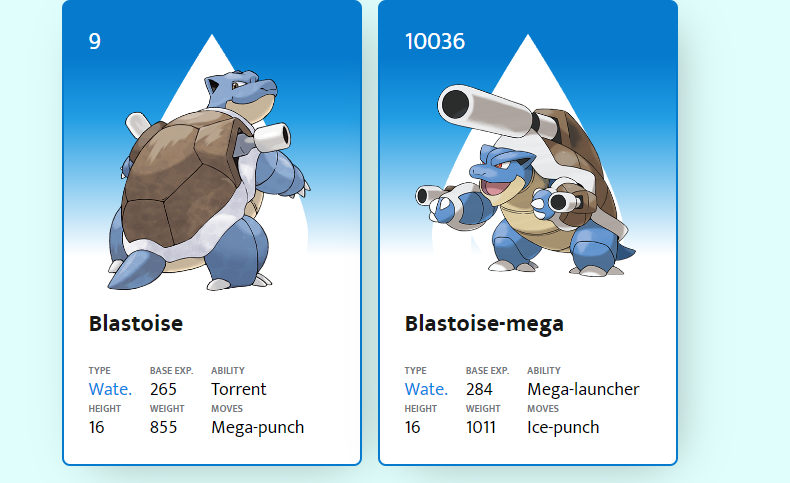 9
Blastoise
TYPE BASE EXP. ABILITY
Wate. 265 Torrent
HEIGHT WEIGHT MOVES
16 855 Mega-punch
10036
Blastoise-mega
TYPE BASE EXP. ABILITY
Wate. 284 Mega-launcher
HEIGHT WEIGHT MOVES
16 1011 Ice-punch